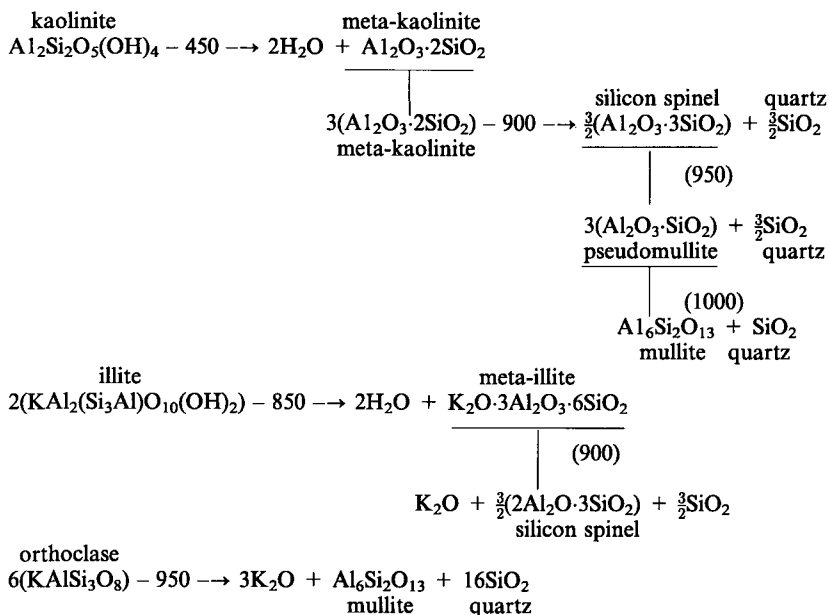 kaolinite meta-kaolinite
Al₂Si₂O₅(OH)₄ – 450 → 2H₂O + Al₂O₃·2SiO₂
silicon spinel quartz
3(Al₂O₃·2SiO₂) – 900 → 3/2(Al₂O₃·3SiO₂) + 3/2SiO₂
meta-kaolinite
(950)
3(Al₂O₃·SiO₂) + 3/2SiO₂
pseudomullite quartz
(1000)
Al₆Si₂O₁₃ + SiO₂
mullite quartz
illite meta-illite
2(KAl₂(Si₃Al)O₁₀(OH)₂) – 850 → 2H₂O + K₂O·3Al₂O₃·6SiO₂
(900)
K₂O + 3/2(2Al₂O·3SiO₂) + 3/2SiO₂
silicon spinel
orthoclase
6(KAlSi₃O₈) – 950 → 3K₂O + Al₆Si₂O₁₃ + 16SiO₂
mullite quartz